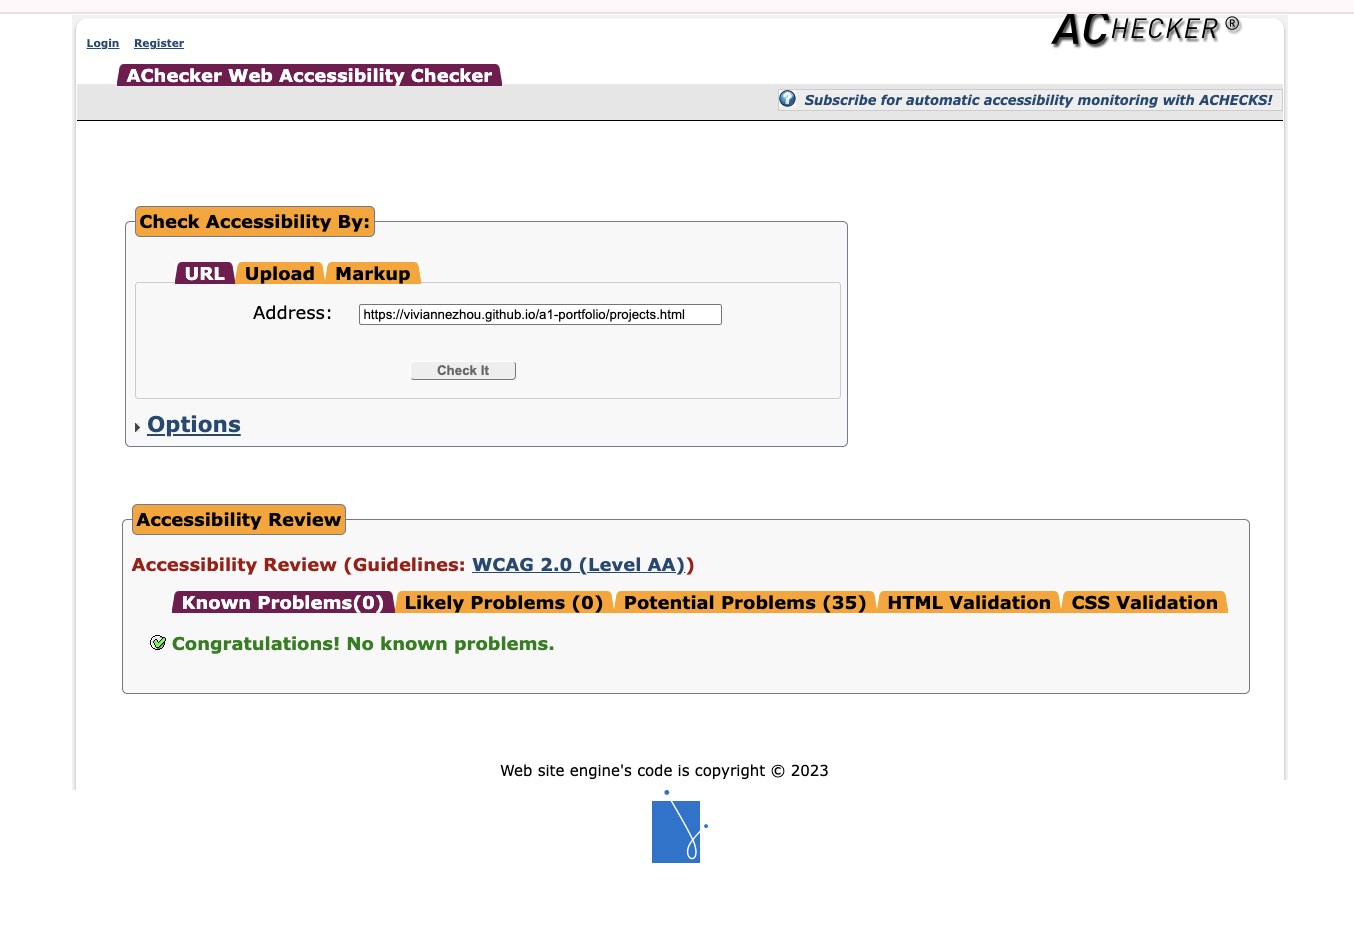 ACHECKER ®
Login Register
AChecker Web Accessibility Checker
Subscribe for automatic accessibility monitoring with ACHECKS!
Check Accessibility By:
URL Upload Markup
Address: https://viviannezhou.github.io/a1-portfolio/projects.html
Check It
Options
Accessibility Review
Accessibility Review (Guidelines: WCAG 2.0 (Level AA))
Known Problems(0) Likely Problems (0) Potential Problems (35) HTML Validation CSS Validation
Congratulations! No known problems.
Web site engine's code is copyright © 2023